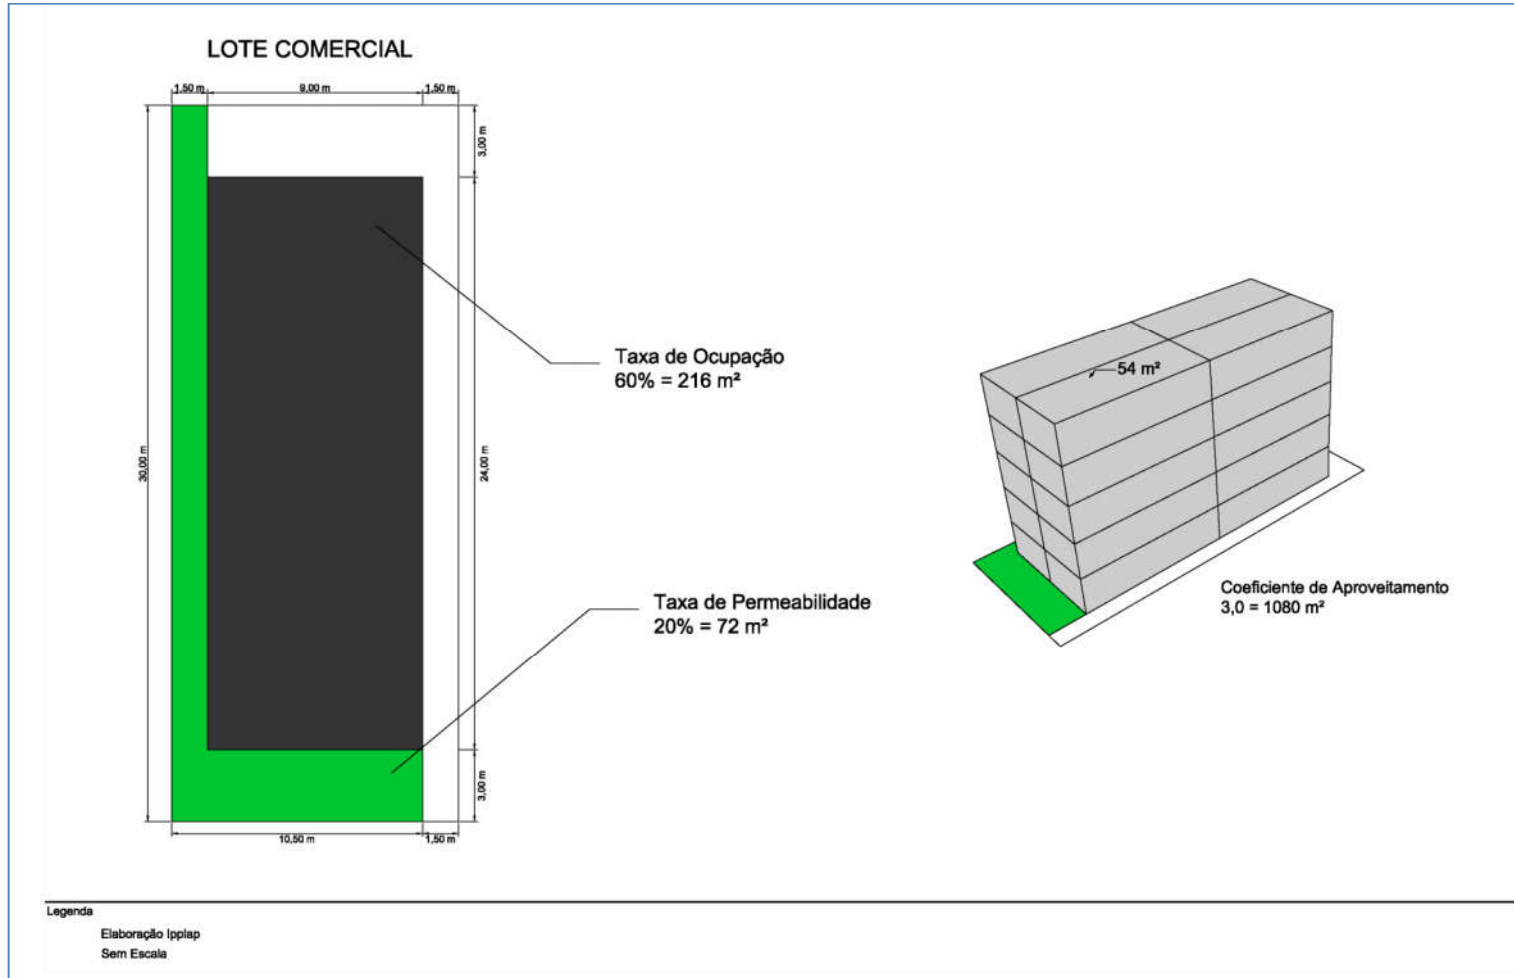 LOTE COMERCIAL
1,50 m
9,00 m
1,50 m
3,00 m
30,00 m
24,00 m
3,00 m
10,50 m
1,50 m
Taxa de Ocupação
60% = 216 m²
Taxa de Permeabilidade
20% = 72 m²
54 m²
Coeficiente de Aproveitamento
3,0 = 1080 m²
Legenda
Elaboração Ipplap
Sem Escala